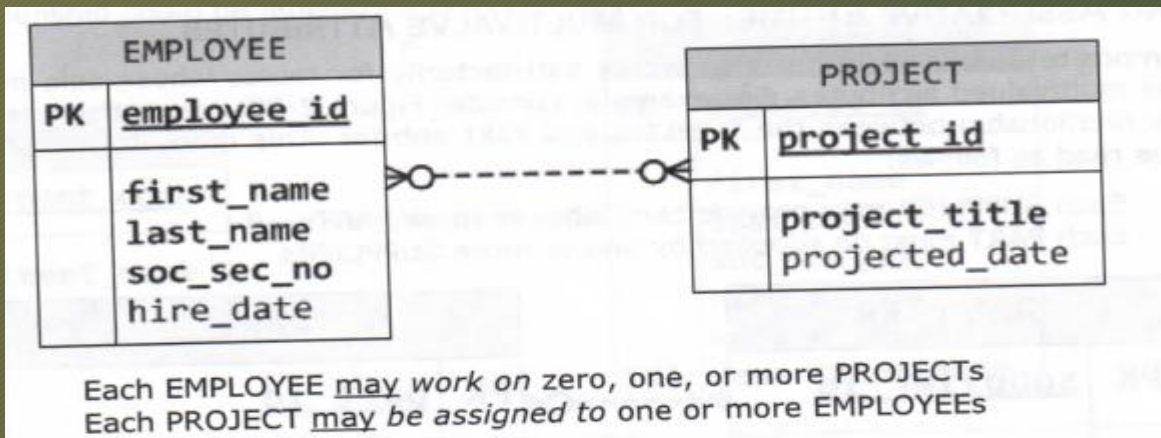 EMPLOYEE
PK employee_id
first_name
last_name
soc_sec_no
hire_date
PROJECT
PK project_id
project_title
projected_date
Each EMPLOYEE may work on zero, one, or more PROJECTs
Each PROJECT may be assigned to one or more EMPLOYEEs
PK